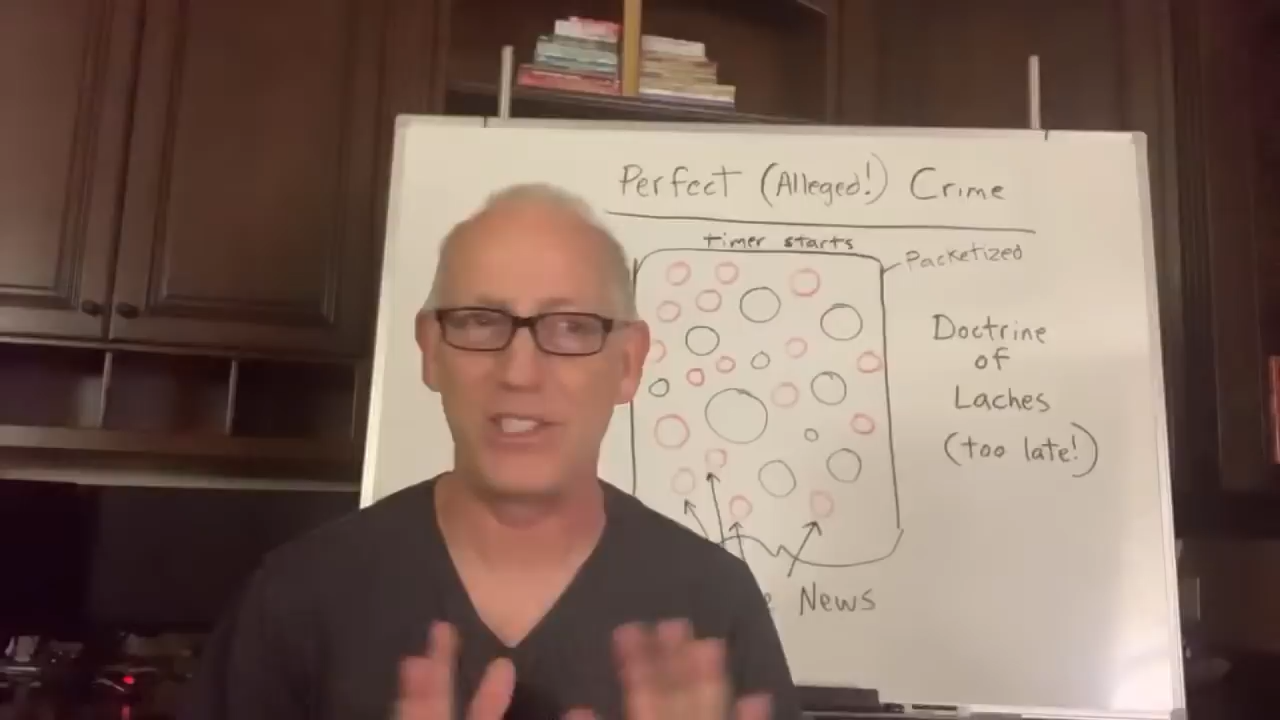 Perfect (Alleged!) Crime
timer starts
Packetized
Doctrine
of
Laches
(too late!)
News